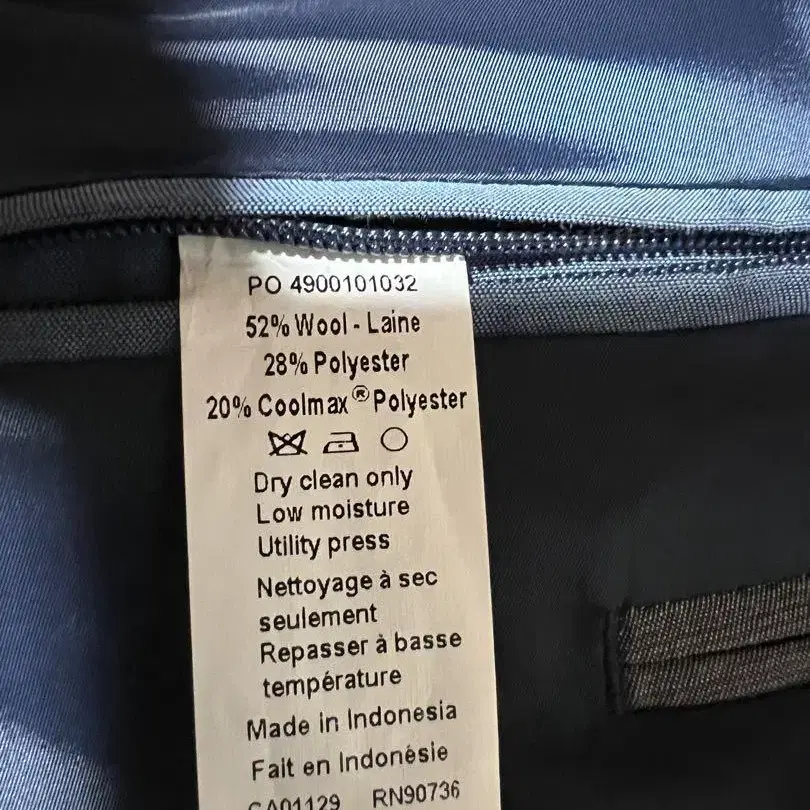 PO 4900101032
52% Wool - Laine
28% Polyester
20% Coolmax® Polyester
Dry clean only
Low moisture
Utility press
Nettoyage à sec
seulement
Repasser à basse
température
Made in Indonesia
Fait en Indonésie
CA01129 RN90736